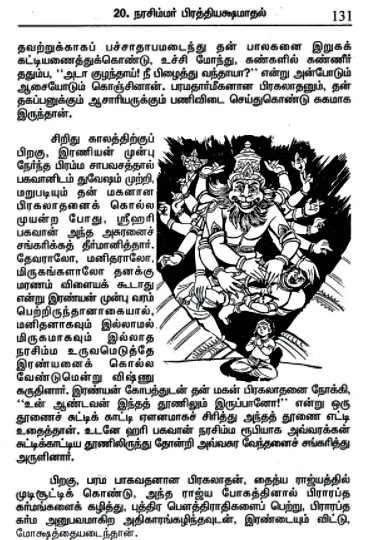 20. நரசிம்மர் பிரத்தியக்ஷமாதல்
131
தவற்றுக்காகப் பச்சாதாபமடைந்து தன் பாலகனை இறுகக்
கட்டியணைத்துக்கொண்டு, உச்சி மோந்து, கண்களில் கண்ணீர்
ததும்ப, "அடா குழந்தாய்! நீ பிழைத்து வந்தாயா?" என்று அன்போடும்
ஆசையோடும் கொஞ்சினான். பரமதார்மீகனான பிரகலாதனும், தன்
தகப்பனுக்கும் ஆசாரியருக்கும் பணிவிடை செய்துகொண்டு சுகமாக
இருந்தான்.
சிறிது காலத்திற்குப்
பிறகு, இரணியன் முன்பு
நேர்ந்த பிரம்ம சாபவசத்தால்
பகவானிடம் துவேஷம் முற்றி,
மறுபடியும் தன் மகனான
பிரகலாதனைக் கொல்ல
முயன்ற போது, ஸ்ரீஹரி
பகவான் அந்த அசுரனைச்
சங்கரிக்கத் தீர்மானித்தார்.
தேவராலோ, மனிதராலோ,
மிருகங்களாலோ தனக்கு
மரணம் விளையக் கூடாது
என்று இரண்யன் முன்பு வரம்
பெற்றிருந்தானாகையால்,
மனிதனாகவும் இல்லாமல்
மிருகமாகவும் இல்லாத
நரசிம்ம உருவமெடுத்தே
இரண்யனைக் கொல்ல
வேண்டுமென்று விஷ்ணு
கருதினார். இரண்யன் கோபத்துடன் தன் மகன் பிரகலாதனை நோக்கி,
"உன் ஆண்டவன் இந்தத் தூணிலும் இருப்பானோ!" என்று ஒரு
தூணைச் சுட்டிக் காட்டி ஏளனமாகச் சிரித்து அந்தத் தூணை எட்டி
உதைத்தான். உடனே ஹரி பகவான் நரசிம்ம ரூபியாக அவ்வரக்கன்
சுட்டிக்காட்டிய தூணிலிருந்து தோன்றி அவ்வசுர வேந்தனைச் சங்கரித்து
அருளினார்.
பிறகு, பரம பாகவதனான பிரகலாதன், தைத்ய ராஜ்யத்தில்
முடிசூட்டிக் கொண்டு, அந்த ராஜ்ய போகத்தினால் பிராரப்த
கர்மங்களைக் கழித்து, புத்திர பௌத்திராதிகளைப் பெற்று, பிராரப்த
கர்ம அனுபவமாகிற அதிகாரங்கழிந்தவுடன், இரண்டையும் விட்டு,
மோக்ஷத்தையடைந்தான்.